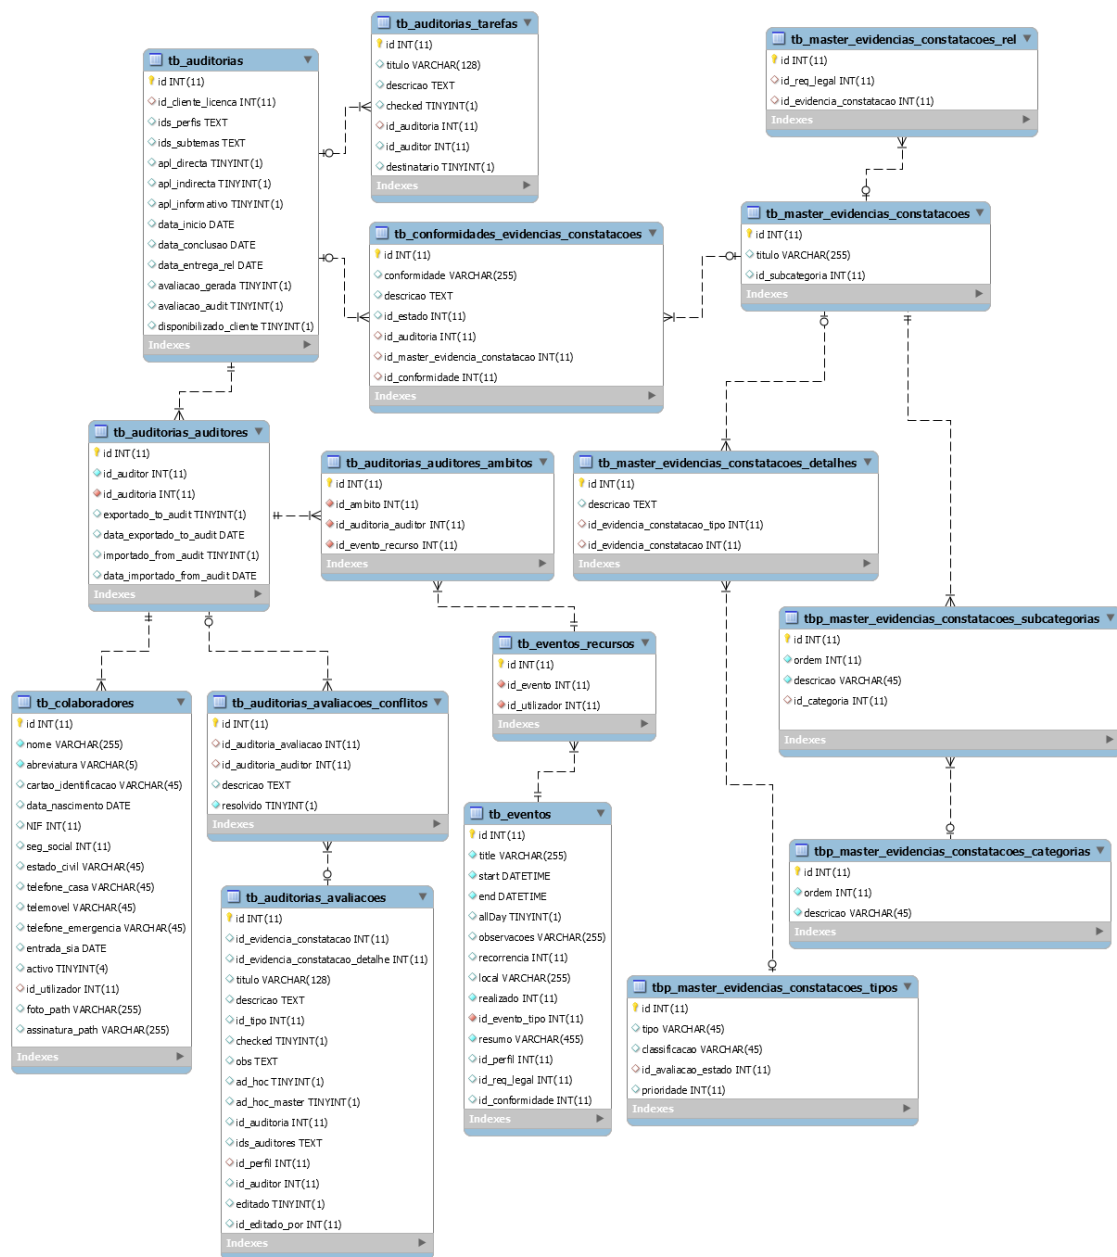 tb_auditorias_tarefas
id INT(11)
titulo VARCHAR(128)
descricao TEXT
checked TINYINT(1)
id_auditoria INT(11)
id_auditor INT(11)
destinatario TINYINT(1)
Indexes
tb_master_evidencias_constatacoes_rel
id INT(11)
id_req_legal INT(11)
id_evidencia_constatacao INT(11)
Indexes
tb_auditorias
id INT(11)
id_cliente_licenca INT(11)
ids_perfis TEXT
ids_subtemas TEXT
apl_directa TINYINT(1)
apl_indirecta TINYINT(1)
apl_informativo TINYINT(1)
data_inicio DATE
data_conclusao DATE
data_entrega_rel DATE
avaliacao_gerada TINYINT(1)
avaliacao_audit TINYINT(1)
disponibilizado_cliente TINYINT(1)
Indexes
tb_conformidades_evidencias_constatacoes
id INT(11)
conformidade VARCHAR(255)
descricao TEXT
id_estado INT(11)
id_auditoria INT(11)
id_master_evidencia_constatacao INT(11)
id_conformidade INT(11)
Indexes
tb_master_evidencias_constatacoes
id INT(11)
titulo VARCHAR(255)
id_subcategoria INT(11)
Indexes
tb_auditorias_auditores
id INT(11)
id_auditor INT(11)
id_auditoria INT(11)
exportado_to_audit TINYINT(1)
data_exportado_to_audit DATE
importado_from_audit TINYINT(1)
data_importado_from_audit DATE
Indexes
tb_auditorias_auditores_ambitos
id INT(11)
id_ambito INT(11)
id_auditoria_auditor INT(11)
id_evento_recurso INT(11)
Indexes
tb_master_evidencias_constatacoes_detalhes
id INT(11)
descricao TEXT
id_evidencia_constatacao_tipo INT(11)
id_evidencia_constatacao INT(11)
Indexes
tb_eventos_recursos
id INT(11)
id_evento INT(11)
id_utilizador INT(11)
Indexes
tbp_master_evidencias_constatacoes_subcategorias
id INT(11)
ordem INT(11)
descricao VARCHAR(45)
id_categoria INT(11)
Indexes
tb_colaboradores
id INT(11)
nome VARCHAR(255)
abreviatura VARCHAR(5)
cartao_identificacao VARCHAR(45)
data_nascimento DATE
NIF INT(11)
seg_social INT(11)
estado_civil VARCHAR(45)
telefone_casa VARCHAR(45)
telemovel VARCHAR(45)
telefone_emergencia VARCHAR(45)
entrada_sia DATE
activo TINYINT(4)
id_utilizador INT(11)
foto_path VARCHAR(255)
assinatura_path VARCHAR(255)
Indexes
tb_auditorias_avaliacoes_conflitos
id INT(11)
id_auditoria_avaliacao INT(11)
id_auditoria_auditor INT(11)
descricao TEXT
resolvido TINYINT(1)
Indexes
tb_eventos
id INT(11)
title VARCHAR(255)
start DATETIME
end DATETIME
allDay TINYINT(1)
observacoes VARCHAR(255)
recorrencia INT(11)
local VARCHAR(255)
realizado INT(11)
id_evento_tipo INT(11)
resumo VARCHAR(455)
id_perfil INT(11)
id_req_legal INT(11)
id_conformidade INT(11)
Indexes
tbp_master_evidencias_constatacoes_categorias
id INT(11)
ordem INT(11)
descricao VARCHAR(45)
Indexes
tb_auditorias_avaliacoes
id INT(11)
id_evidencia_constatacao INT(11)
id_evidencia_constatacao_detalhe INT(11)
titulo VARCHAR(128)
descricao TEXT
id_tipo INT(11)
checked TINYINT(1)
obs TEXT
ad_hoc TINYINT(1)
ad_hoc_master TINYINT(1)
id_auditoria INT(11)
ids_auditores TEXT
id_perfil INT(11)
id_auditor INT(11)
editado TINYINT(1)
id_editado_por INT(11)
Indexes
tbp_master_evidencias_constatacoes_tipos
id INT(11)
tipo VARCHAR(45)
classificacao VARCHAR(45)
id_avaliacao_estado INT(11)
prioridade INT(11)
Indexes